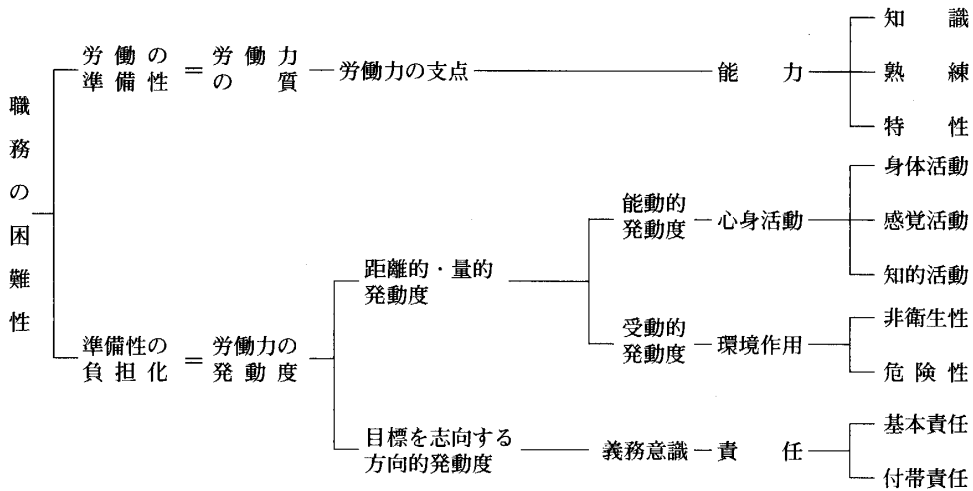 職務の困難性
労働の
準備性
=
労働力
の質
労働力の支点
能力
知識
熟練
特性
準備性の
負担化
=
労働力の
発動度
距離的・量的
発動度
能動的
発動度
心身活動
身体活動
感覚活動
知的活動
受動的
発動度
環境作用
非衛生性
危険性
目標を志向する
方向的発動度
義務意識
責任
基本責任
付帯責任